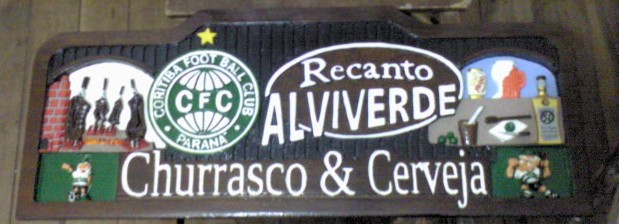 CORITIBA FOOT BALL CLUB
CFC
PARANÁ
Recanto
ALVIVERDE
Churrasco & Cerveja